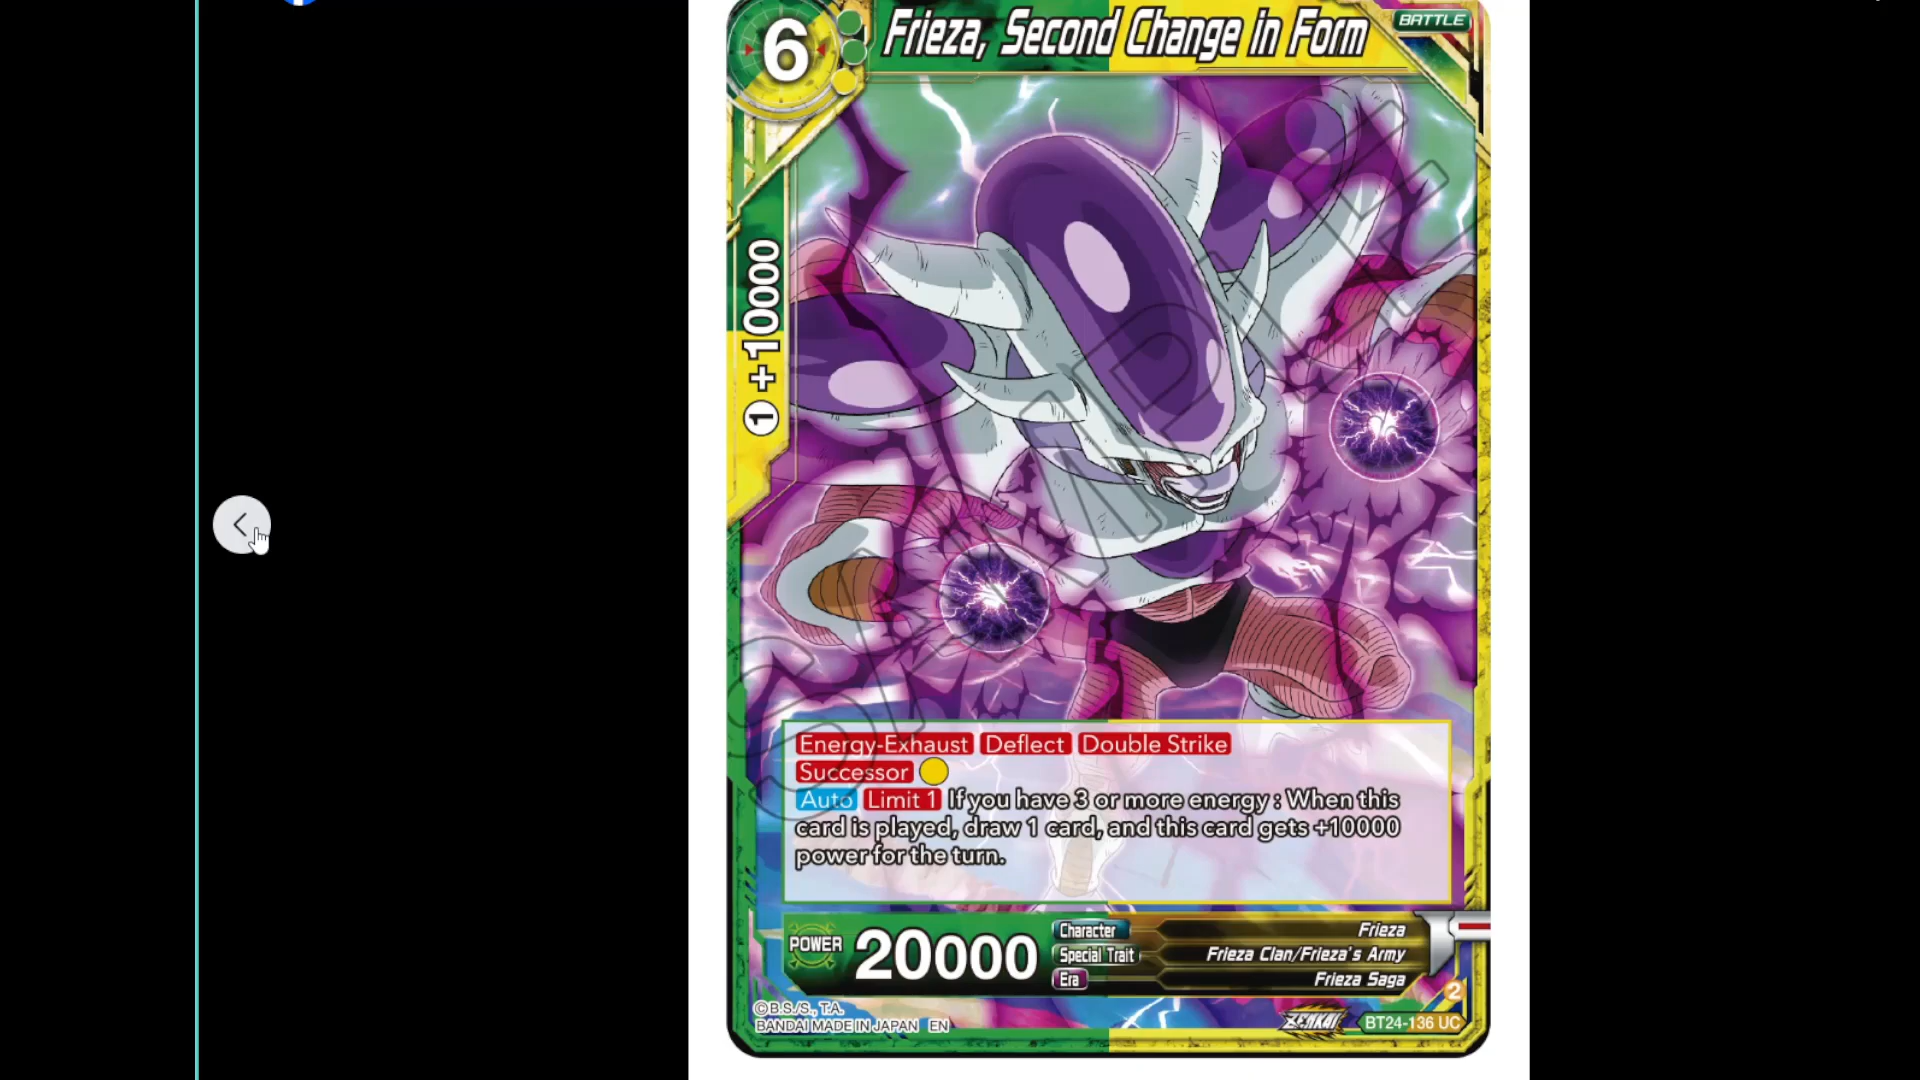 6
Frieza, Second Change in Form
BATTLE
1 +10000
SAMPLE
Energy-Exhaust Deflect Double Strike
Successor
Auto Limit 1 If you have 3 or more energy : When this
card is played, draw 1 card, and this card gets +10000
power for the turn.
POWER 20000
Character Frieza
Special Trait Frieza Clan/Frieza's Army
Era Frieza Saga
2
©B.S./S., T.A.
BANDAI MADE IN JAPAN EN
ZENKAI
BT24-136 UC